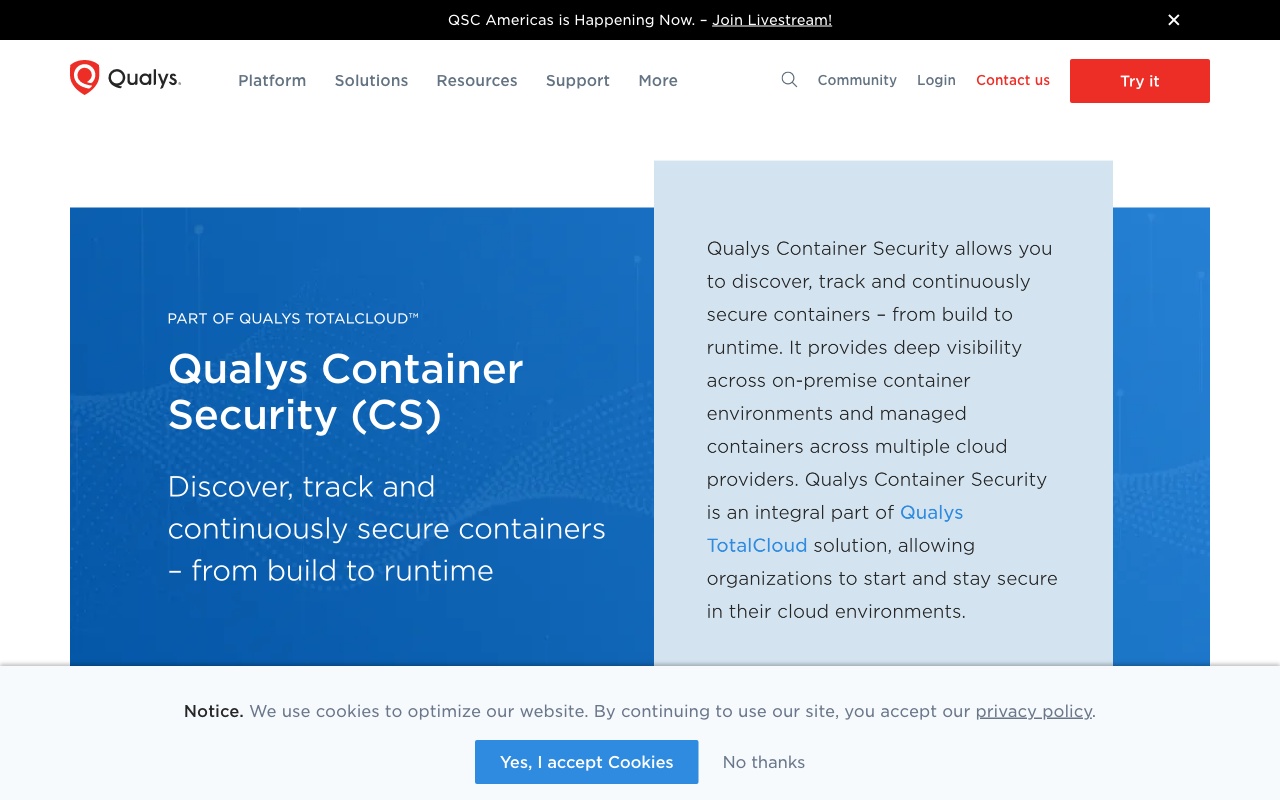 QSC Americas is Happening Now. – Join Livestream! ✕
Qualys.
Platform Solutions Resources Support More
Community Login Contact us Try it
PART OF QUALYS TOTALCLOUD™
Qualys Container
Security (CS)
Discover, track and
continuously secure containers
– from build to runtime
Qualys Container Security allows you
to discover, track and continuously
secure containers – from build to
runtime. It provides deep visibility
across on-premise container
environments and managed
containers across multiple cloud
providers. Qualys Container Security
is an integral part of Qualys
TotalCloud solution, allowing
organizations to start and stay secure
in their cloud environments.
Notice. We use cookies to optimize our website. By continuing to use our site, you accept our privacy policy.
Yes, I accept Cookies No thanks